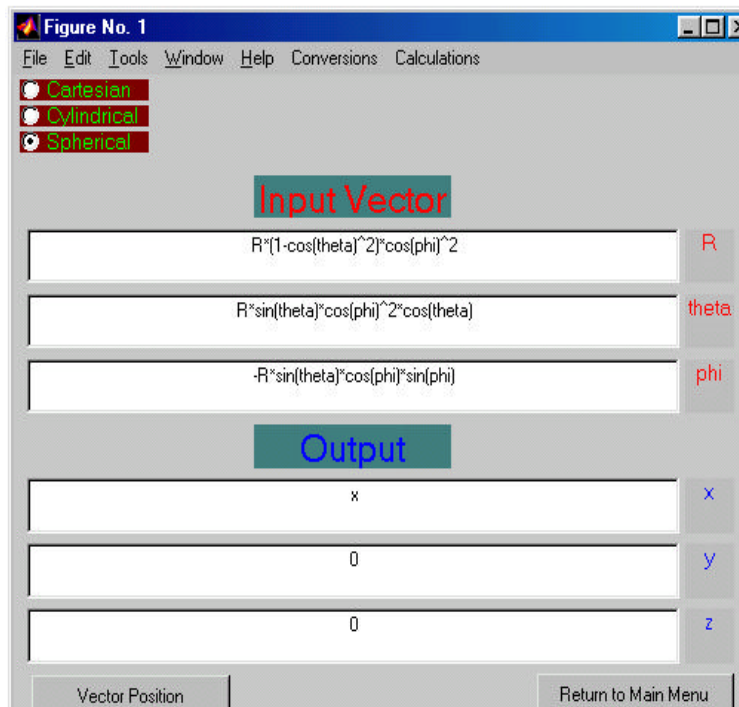 Figure No. 1
File Edit Tools Window Help Conversions Calculations
Cartesian
Cylindrical
Spherical
Input Vector
R*(1-cos(theta)^2)*cos(phi)^2 R
R*sin(theta)*cos(phi)^2*cos(theta) theta
-R*sin(theta)*cos(phi)*sin(phi) phi
Output
x x
0 y
0 z
Vector Position Return to Main Menu